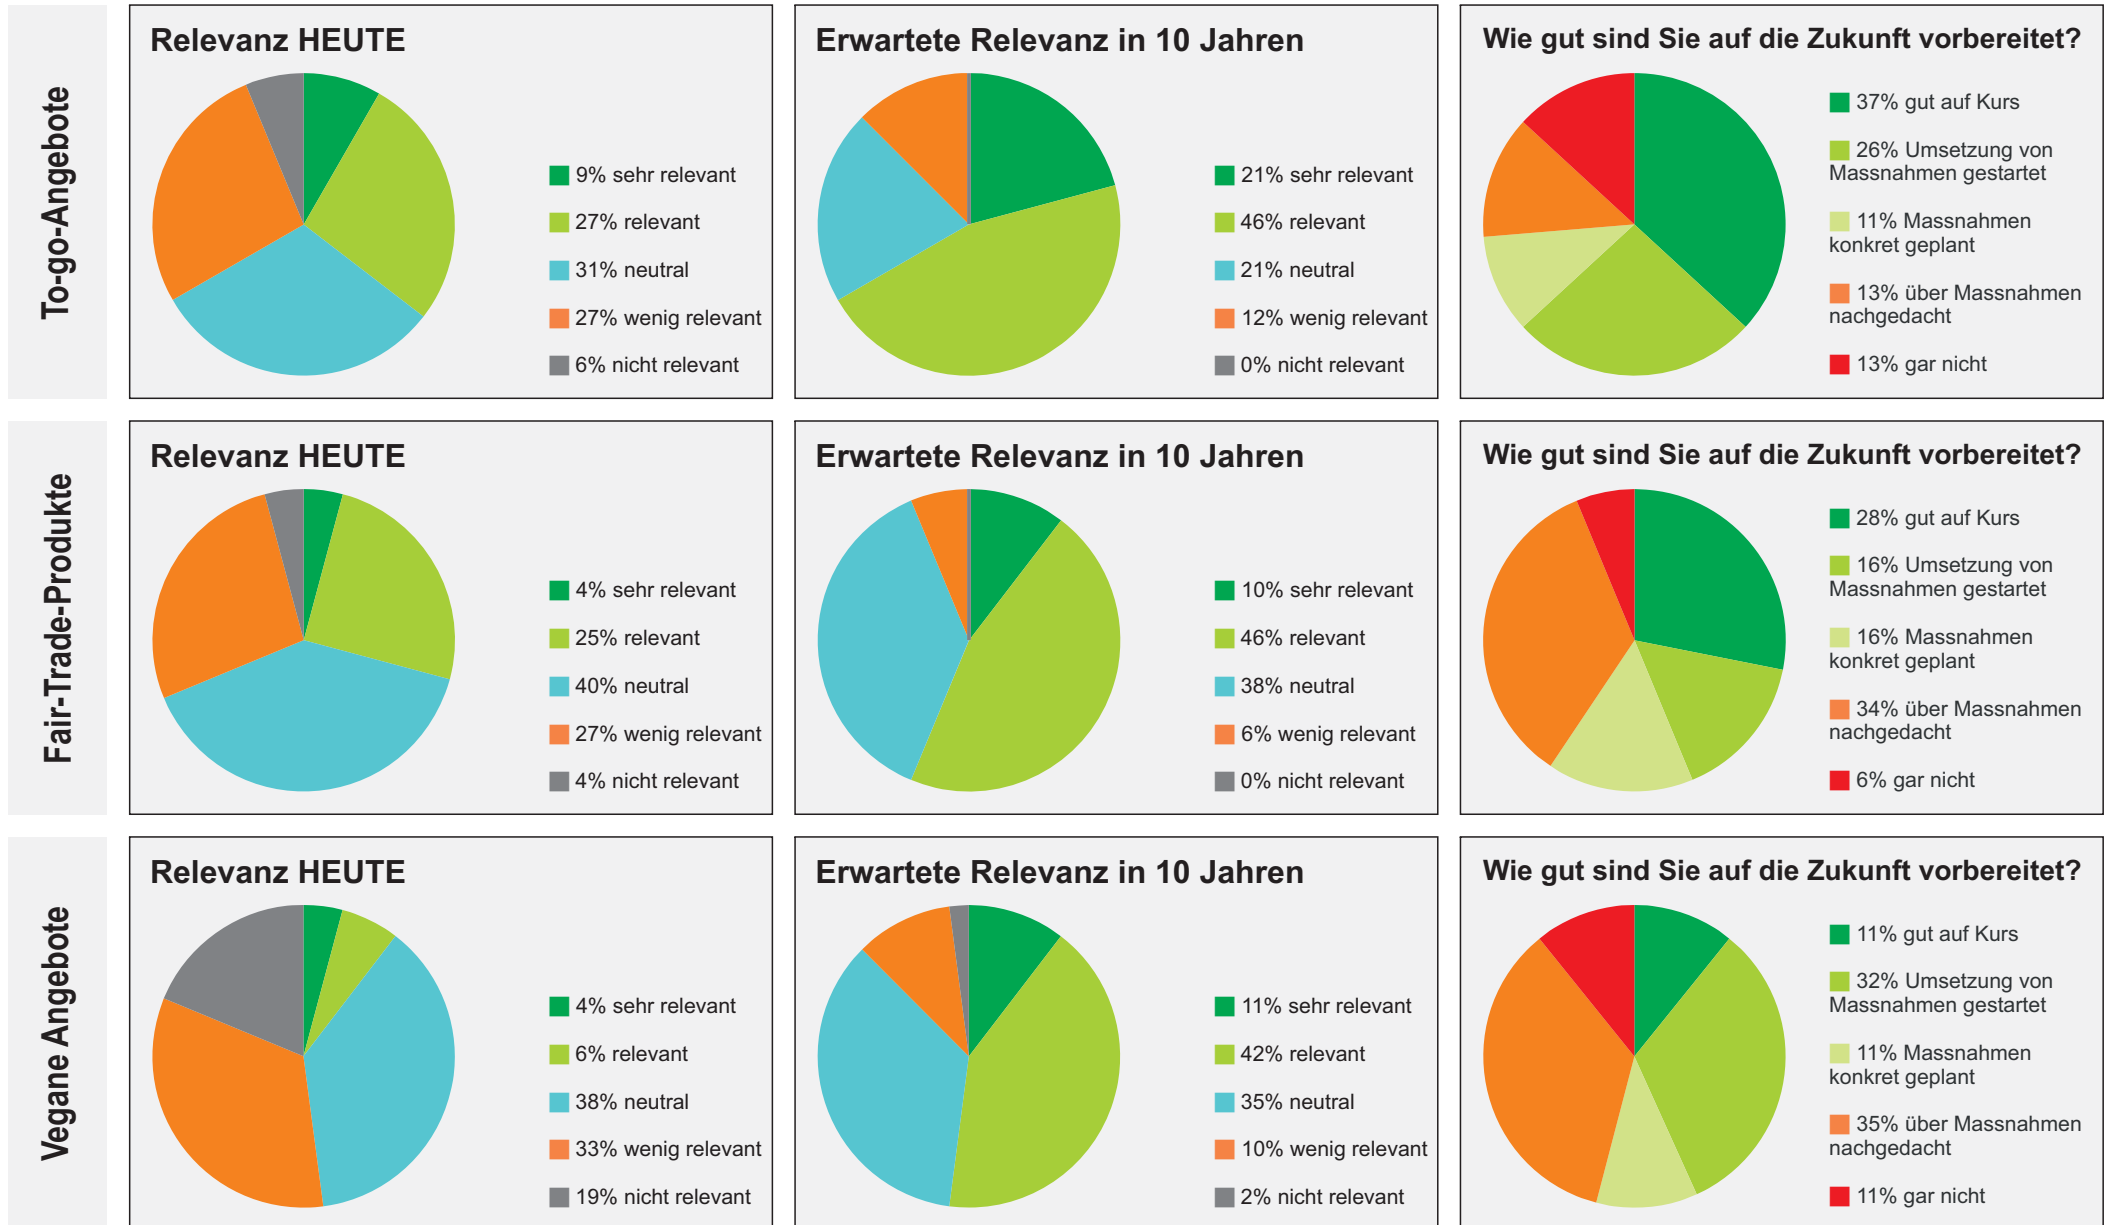 To-go-Angebote
Relevanz HEUTE
9% sehr relevant
27% relevant
31% neutral
27% wenig relevant
6% nicht relevant
Erwartete Relevanz in 10 Jahren
21% sehr relevant
46% relevant
21% neutral
12% wenig relevant
0% nicht relevant
Wie gut sind Sie auf die Zukunft vorbereitet?
37% gut auf Kurs
26% Umsetzung von
Massnahmen gestartet
11% Massnahmen
konkret geplant
13% über Massnahmen
nachgedacht
13% gar nicht
Fair-Trade-Produkte
Relevanz HEUTE
4% sehr relevant
25% relevant
40% neutral
27% wenig relevant
4% nicht relevant
Erwartete Relevanz in 10 Jahren
10% sehr relevant
46% relevant
38% neutral
6% wenig relevant
0% nicht relevant
Wie gut sind Sie auf die Zukunft vorbereitet?
28% gut auf Kurs
16% Umsetzung von
Massnahmen gestartet
16% Massnahmen
konkret geplant
34% über Massnahmen
nachgedacht
6% gar nicht
Vegane Angebote
Relevanz HEUTE
4% sehr relevant
6% relevant
38% neutral
33% wenig relevant
19% nicht relevant
Erwartete Relevanz in 10 Jahren
11% sehr relevant
42% relevant
35% neutral
10% wenig relevant
2% nicht relevant
Wie gut sind Sie auf die Zukunft vorbereitet?
11% gut auf Kurs
32% Umsetzung von
Massnahmen gestartet
11% Massnahmen
konkret geplant
35% über Massnahmen
nachgedacht
11% gar nicht